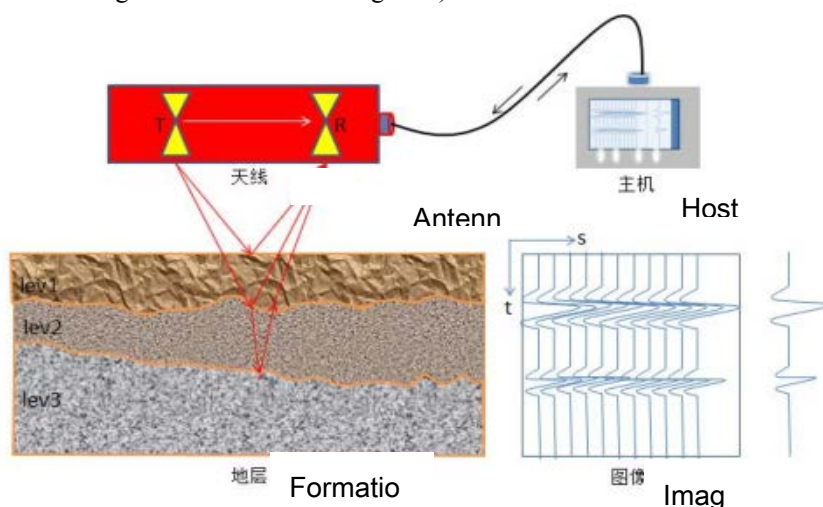 T
R
天线
主机
Antenn
Host
s
t
lev1
lev2
lev3
地层
Formatio
图像
Imag